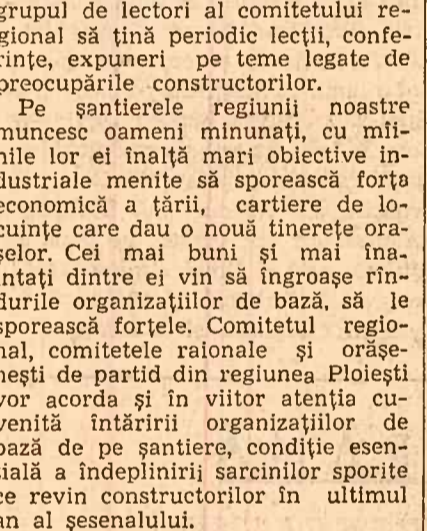 grupul de lectori al comitetului re-
gional să țină periodic lecții, confe-
rințe, expuneri pe teme legate de
preocupările constructorilor.
Pe șantierele regiunii noastre
muncesc oameni minunați, cu mîi-
nile lor ei înalță mari obiective in-
dustriale menite să sporească forța
economică a țării, cartiere de lo-
cuințe care dau o nouă tinerețe ora-
șelor. Cei mai buni și mai îna-
intați dintre ei vin să îngroașe rîn-
durile organizațiilor de bază, să le
sporească forțele. Comitetul regio-
nal, comitetele raionale și orășe-
nești de partid din regiunea Ploiești
vor acorda și în viitor atenția cu-
venită întăririi organizațiilor de
bază de pe șantiere, condiție esen-
țială a îndeplinirii sarcinilor sporite
ce revin constructorilor în ultimul
an al șesenalului.